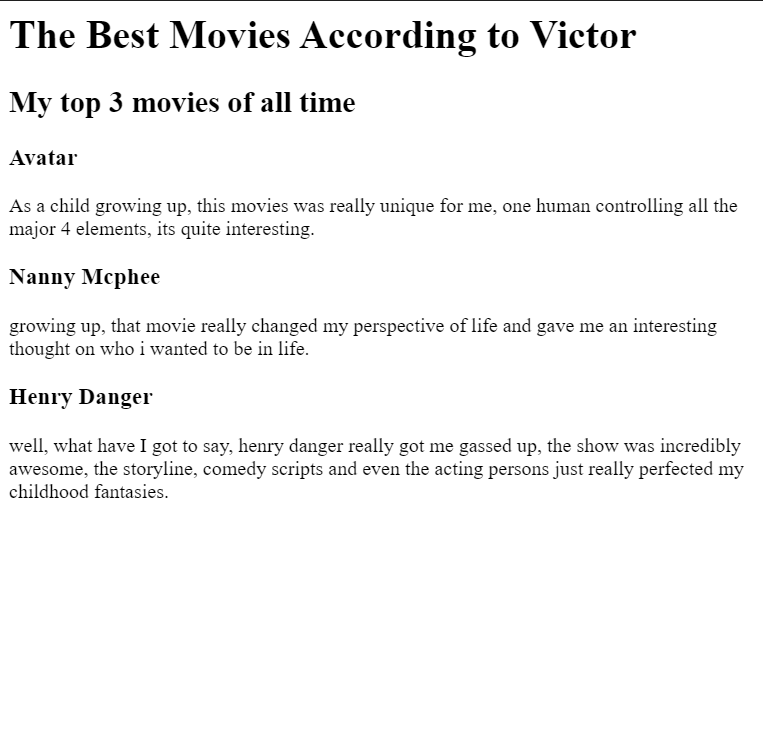 The Best Movies According to Victor
My top 3 movies of all time
Avatar
As a child growing up, this movies was really unique for me, one human controlling all the
major 4 elements, its quite interesting.
Nanny Mcphee
growing up, that movie really changed my perspective of life and gave me an interesting
thought on who i wanted to be in life.
Henry Danger
well, what have I got to say, henry danger really got me gassed up, the show was incredibly
awesome, the storyline, comedy scripts and even the acting persons just really perfected my
childhood fantasies.